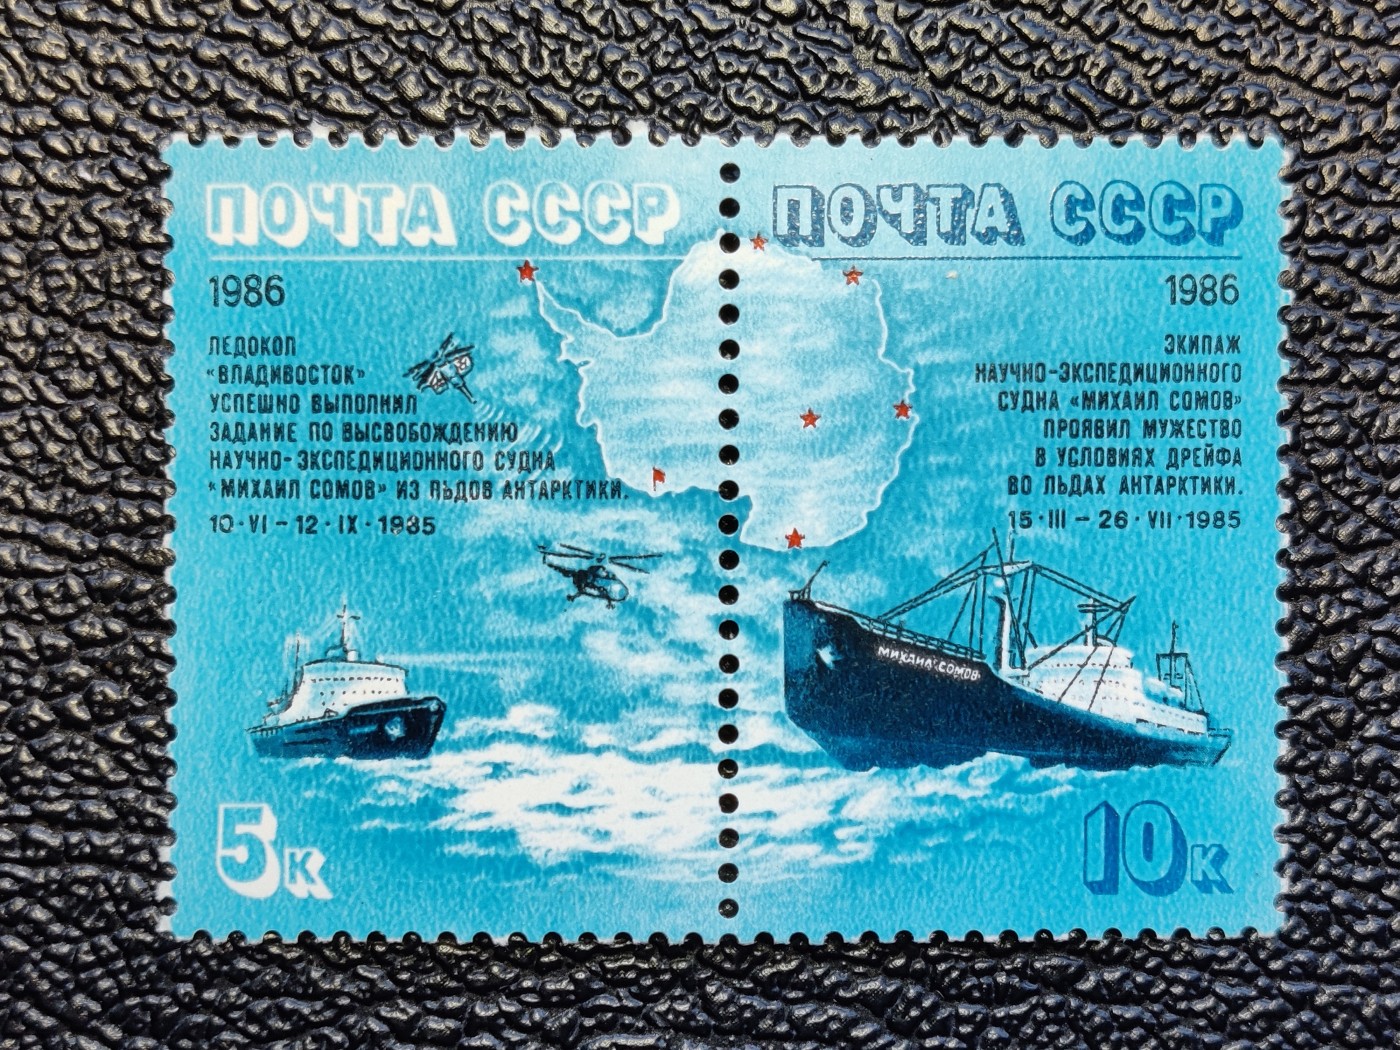 ПОЧТА СССР
1986
ЛЕДОКОЛ
«ВЛАДИВОСТОК»
УСПЕШНО ВЫПОЛНИЛ
ЗАДАНИЕ ПО ВЫСВОБОЖДЕНИЮ
НАУЧНО-ЭКСПЕДИЦИОННОГО СУДНА
«МИХАИЛ СОМОВ» ИЗ ЛЬДОВ АНТАРКТИКИ.
10·VI – 12·IX·1985
5к
ПОЧТА СССР
1986
ЭКИПАЖ
НАУЧНО-ЭКСПЕДИЦИОННОГО
СУДНА «МИХАИЛ СОМОВ»
ПРОЯВИЛ МУЖЕСТВО
В УСЛОВИЯХ ДРЕЙФА
ВО ЛЬДАХ АНТАРКТИКИ.
15·III – 26·VII·1985
МИХАИЛ СОМОВ
10к